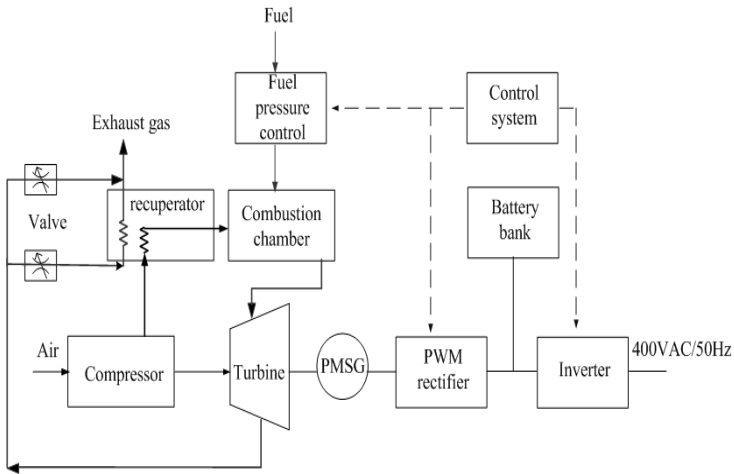 Fuel
Fuel
pressure
control
Control
system
Exhaust gas
recuperator
Valve
Combustion
chamber
Battery
bank
Air
Compressor
Turbine
PMSG
PWM
rectifier
Inverter
400VAC/50Hz